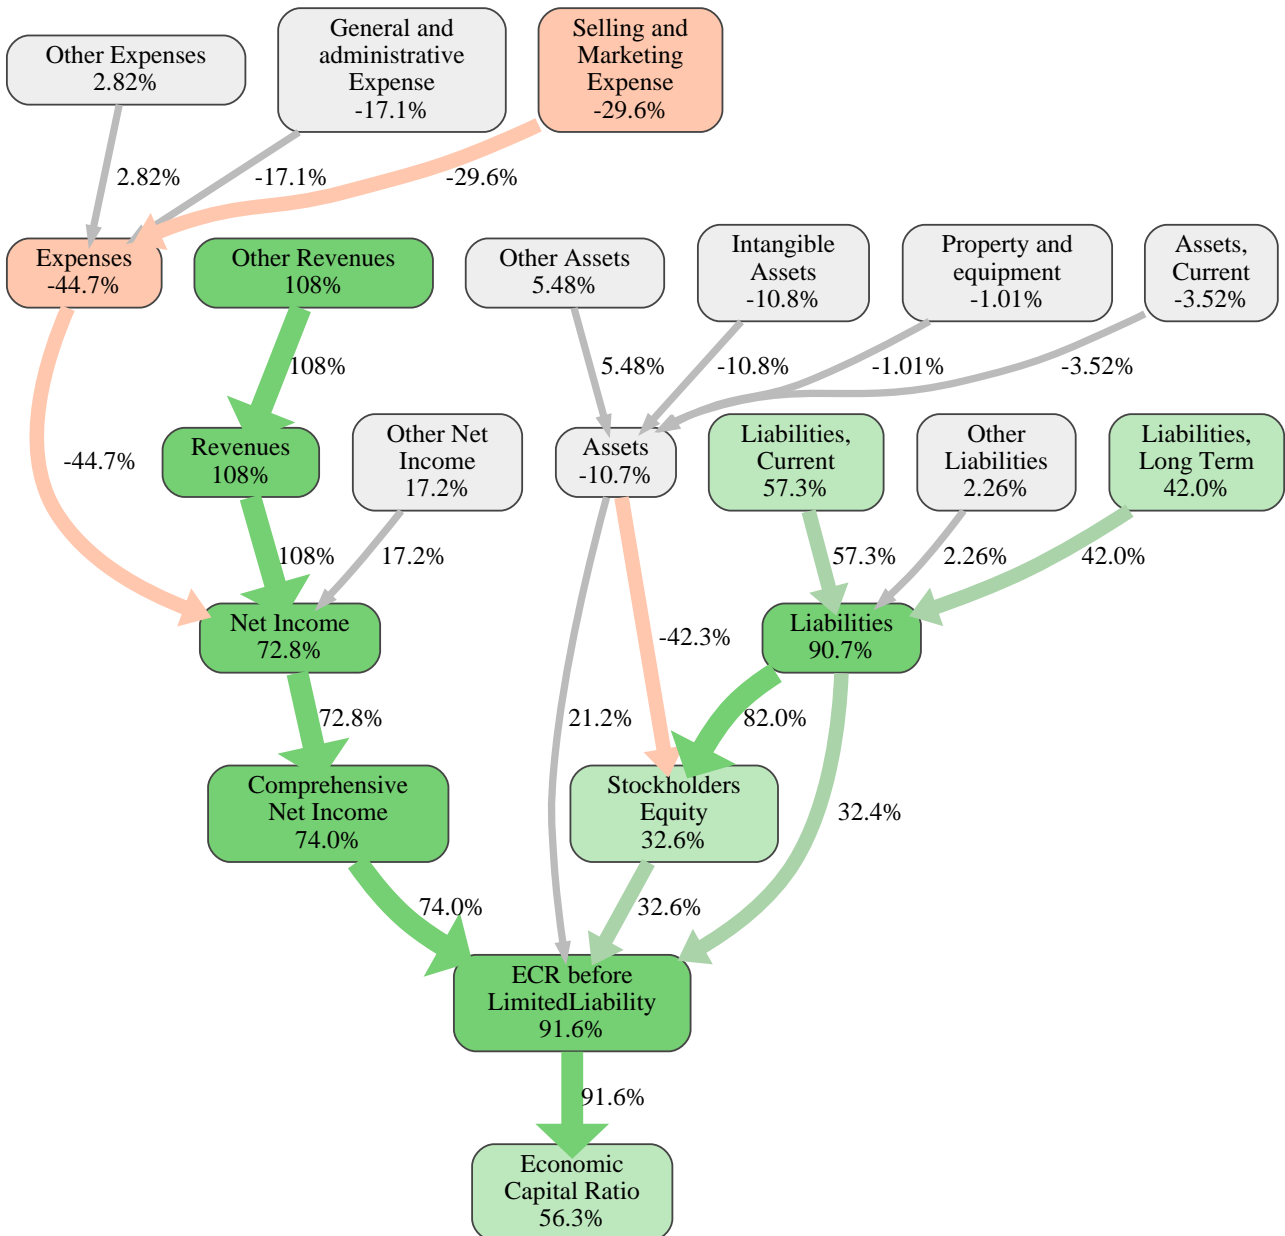 Other Expenses
2.82%
General and
administrative
Expense
-17.1%
Selling and
Marketing
Expense
-29.6%
2.82%
-17.1%
-29.6%
Expenses
-44.7%
Other Revenues
108%
Other Assets
5.48%
Intangible
Assets
-10.8%
Property and
equipment
-1.01%
Assets,
Current
-3.52%
108%
5.48%
-10.8%
-1.01%
-3.52%
-44.7%
Revenues
108%
Other Net
Income
17.2%
Assets
-10.7%
Liabilities,
Current
57.3%
Other
Liabilities
2.26%
Liabilities,
Long Term
42.0%
108%
17.2%
57.3%
2.26%
42.0%
Net Income
72.8%
-42.3%
Liabilities
90.7%
72.8%
21.2%
82.0%
Comprehensive
Net Income
74.0%
Stockholders
Equity
32.6%
32.4%
74.0%
32.6%
ECR before
LimitedLiability
91.6%
91.6%
Economic
Capital Ratio
56.3%